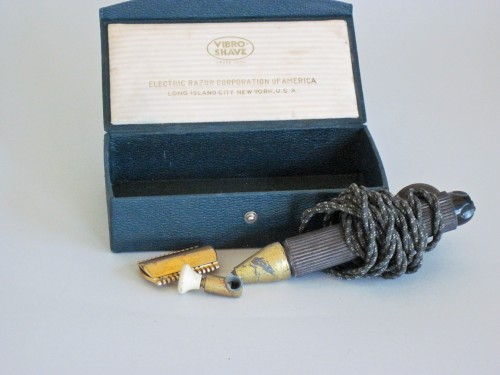 VIBRO-
SHAVE
ELECTRIC RAZOR CORPORATION OF AMERICA
LONG ISLAND CITY NEW YORK, U.S.A.